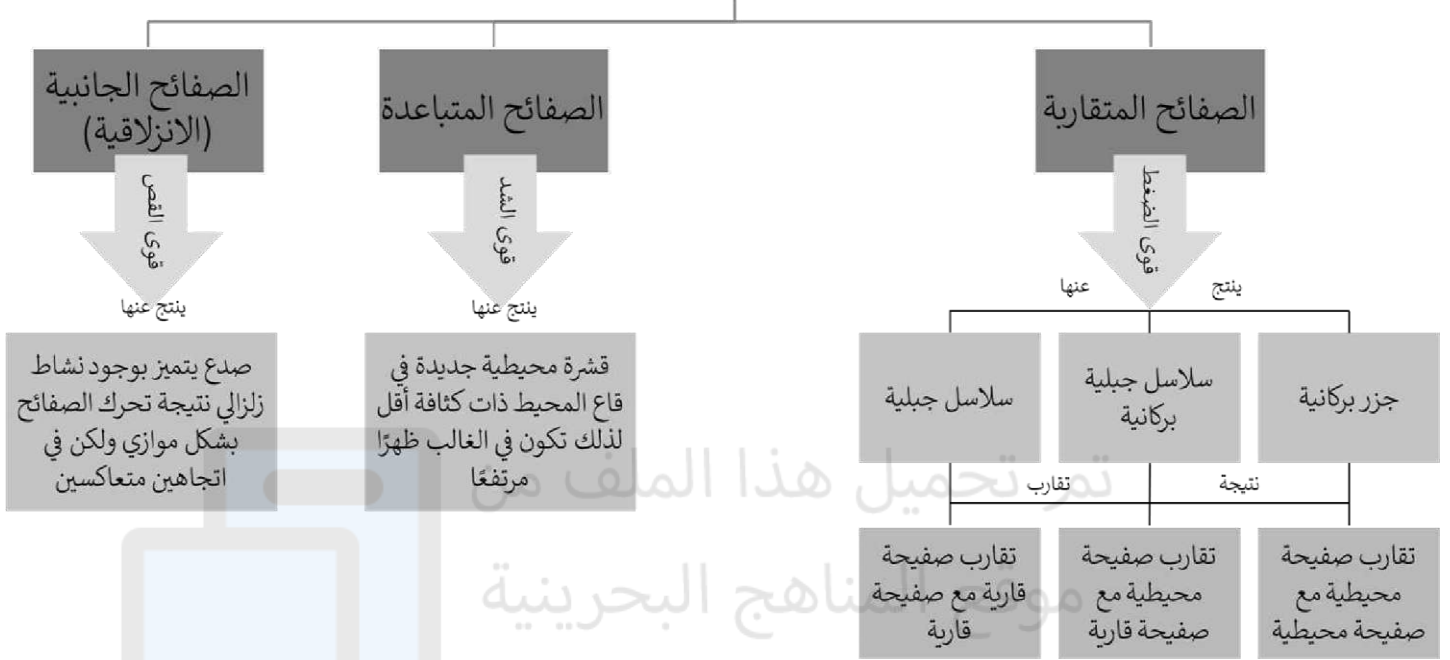 الصفائح المتقاربة
الصفائح المتباعدة
الصفائح الجانبية
(الانزلاقية)
قوى الضغط
قوى الشد
قوى القص
ينتج
عنها
ينتج عنها
ينتج عنها
جزر بركانية
سلاسل جبلية
بركانية
سلاسل جبلية
قشرة محيطية جديدة في
قاع المحيط ذات كثافة أقل
لذلك تكون في الغالب ظهرًا
مرتفعًا
صدع يتميز بوجود نشاط
زلزالي نتيجة تحرك الصفائح
بشكل موازي ولكن في
اتجاهين متعاكسين
نتيجة
تقارب
تقارب صفيحة
محيطية مع
صفيحة محيطية
تقارب صفيحة
محيطية مع
صفيحة قارية
تقارب صفيحة
قارية مع صفيحة
قارية
تم تحميل هذا الملف من
موقع المناهج البحرينية